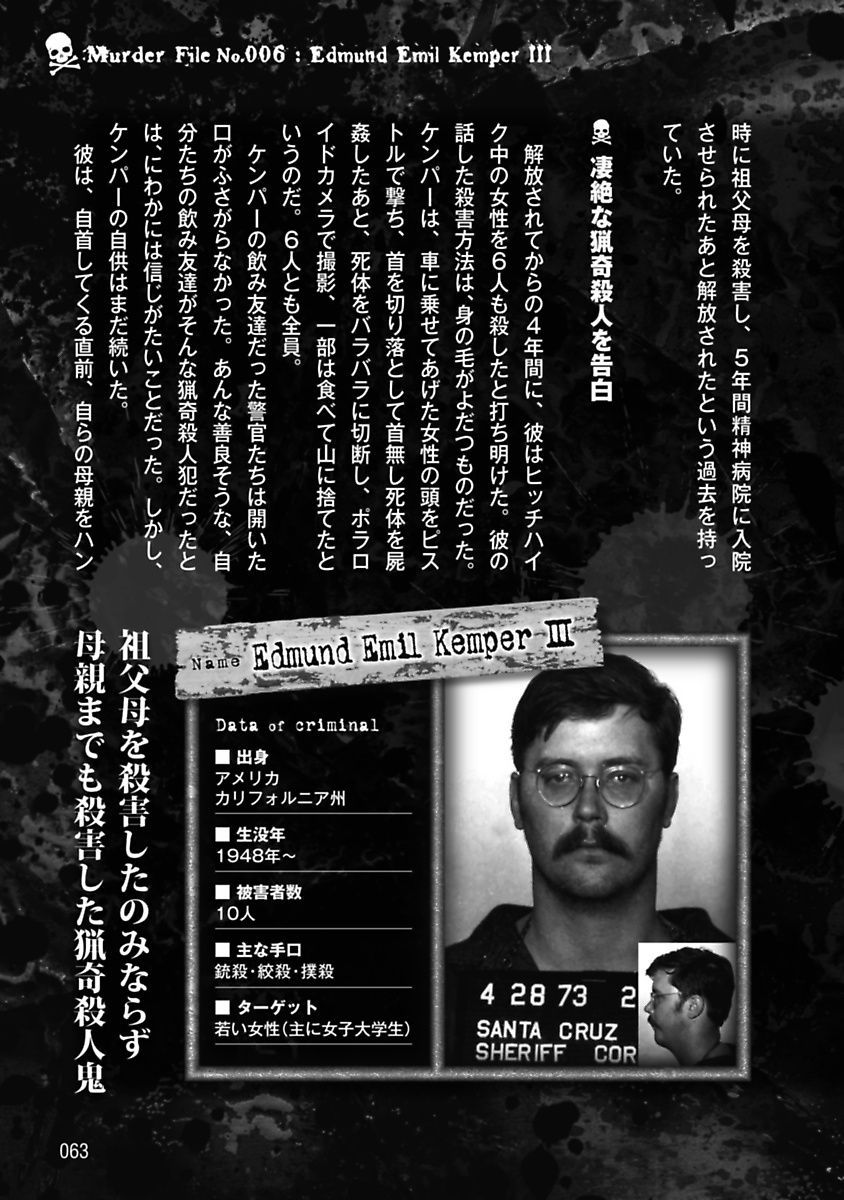 Murder File No.006 : Edmund Emil Kemper III
時に祖父母を殺害し、5年間精神病院に入院
させられたあと解放されたという過去を持っ
ていた。
凄絶な猟奇殺人を告白
解放されてからの4年間に、彼はヒッチハイ
ク中の女性を6人も殺したと打ち明けた。彼の
話した殺害方法は、身の毛がよだつものだった。
ケンパーは、車に乗せてあげた女性の頭をピス
トルで撃ち、首を切り落として首無し死体を屍
姦したあと、死体をバラバラに切断し、ポラロ
イドカメラで撮影、一部は食べて山に捨てたと
いうのだ。6人とも全員。
ケンパーの飲み友達だった警官たちは開いた
口がふさがらなかった。あんな善良そうな、自
分たちの飲み友達がそんな猟奇殺人犯だったと
は、にわかには信じがたいことだった。しかし、
ケンパーの自供はまだ続いた。
彼は、自首してくる直前、自らの母親をハン
Name Edmund Emil Kemper III
Data of criminal
■ 出身
アメリカ
カリフォルニア州
■ 生没年
1948年～
■ 被害者数
10人
■ 主な手口
銃殺・絞殺・撲殺
■ ターゲット
若い女性（主に女子大学生）
4 28 73 2
SANTA CRUZ
SHERIFF COR
祖父母を殺害したのみならず
母親までも殺害した猟奇殺人鬼
063